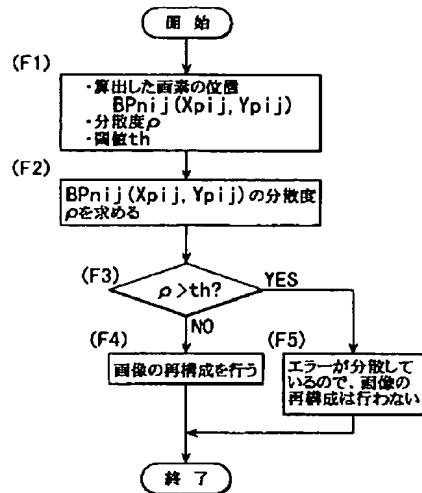 開始
(F1)
・算出した画素の位置
BPnij(Xpij,Ypij)
・分散度ρ
・閾値th
(F2)
BPnij(Xpij,Ypij)の分散度
ρを求める
(F3)
ρ>th?
YES
NO
(F4)
画像の再構成を行う
(F5)
エラーが分散して
いるので、画像の
再構成は行わない
終了